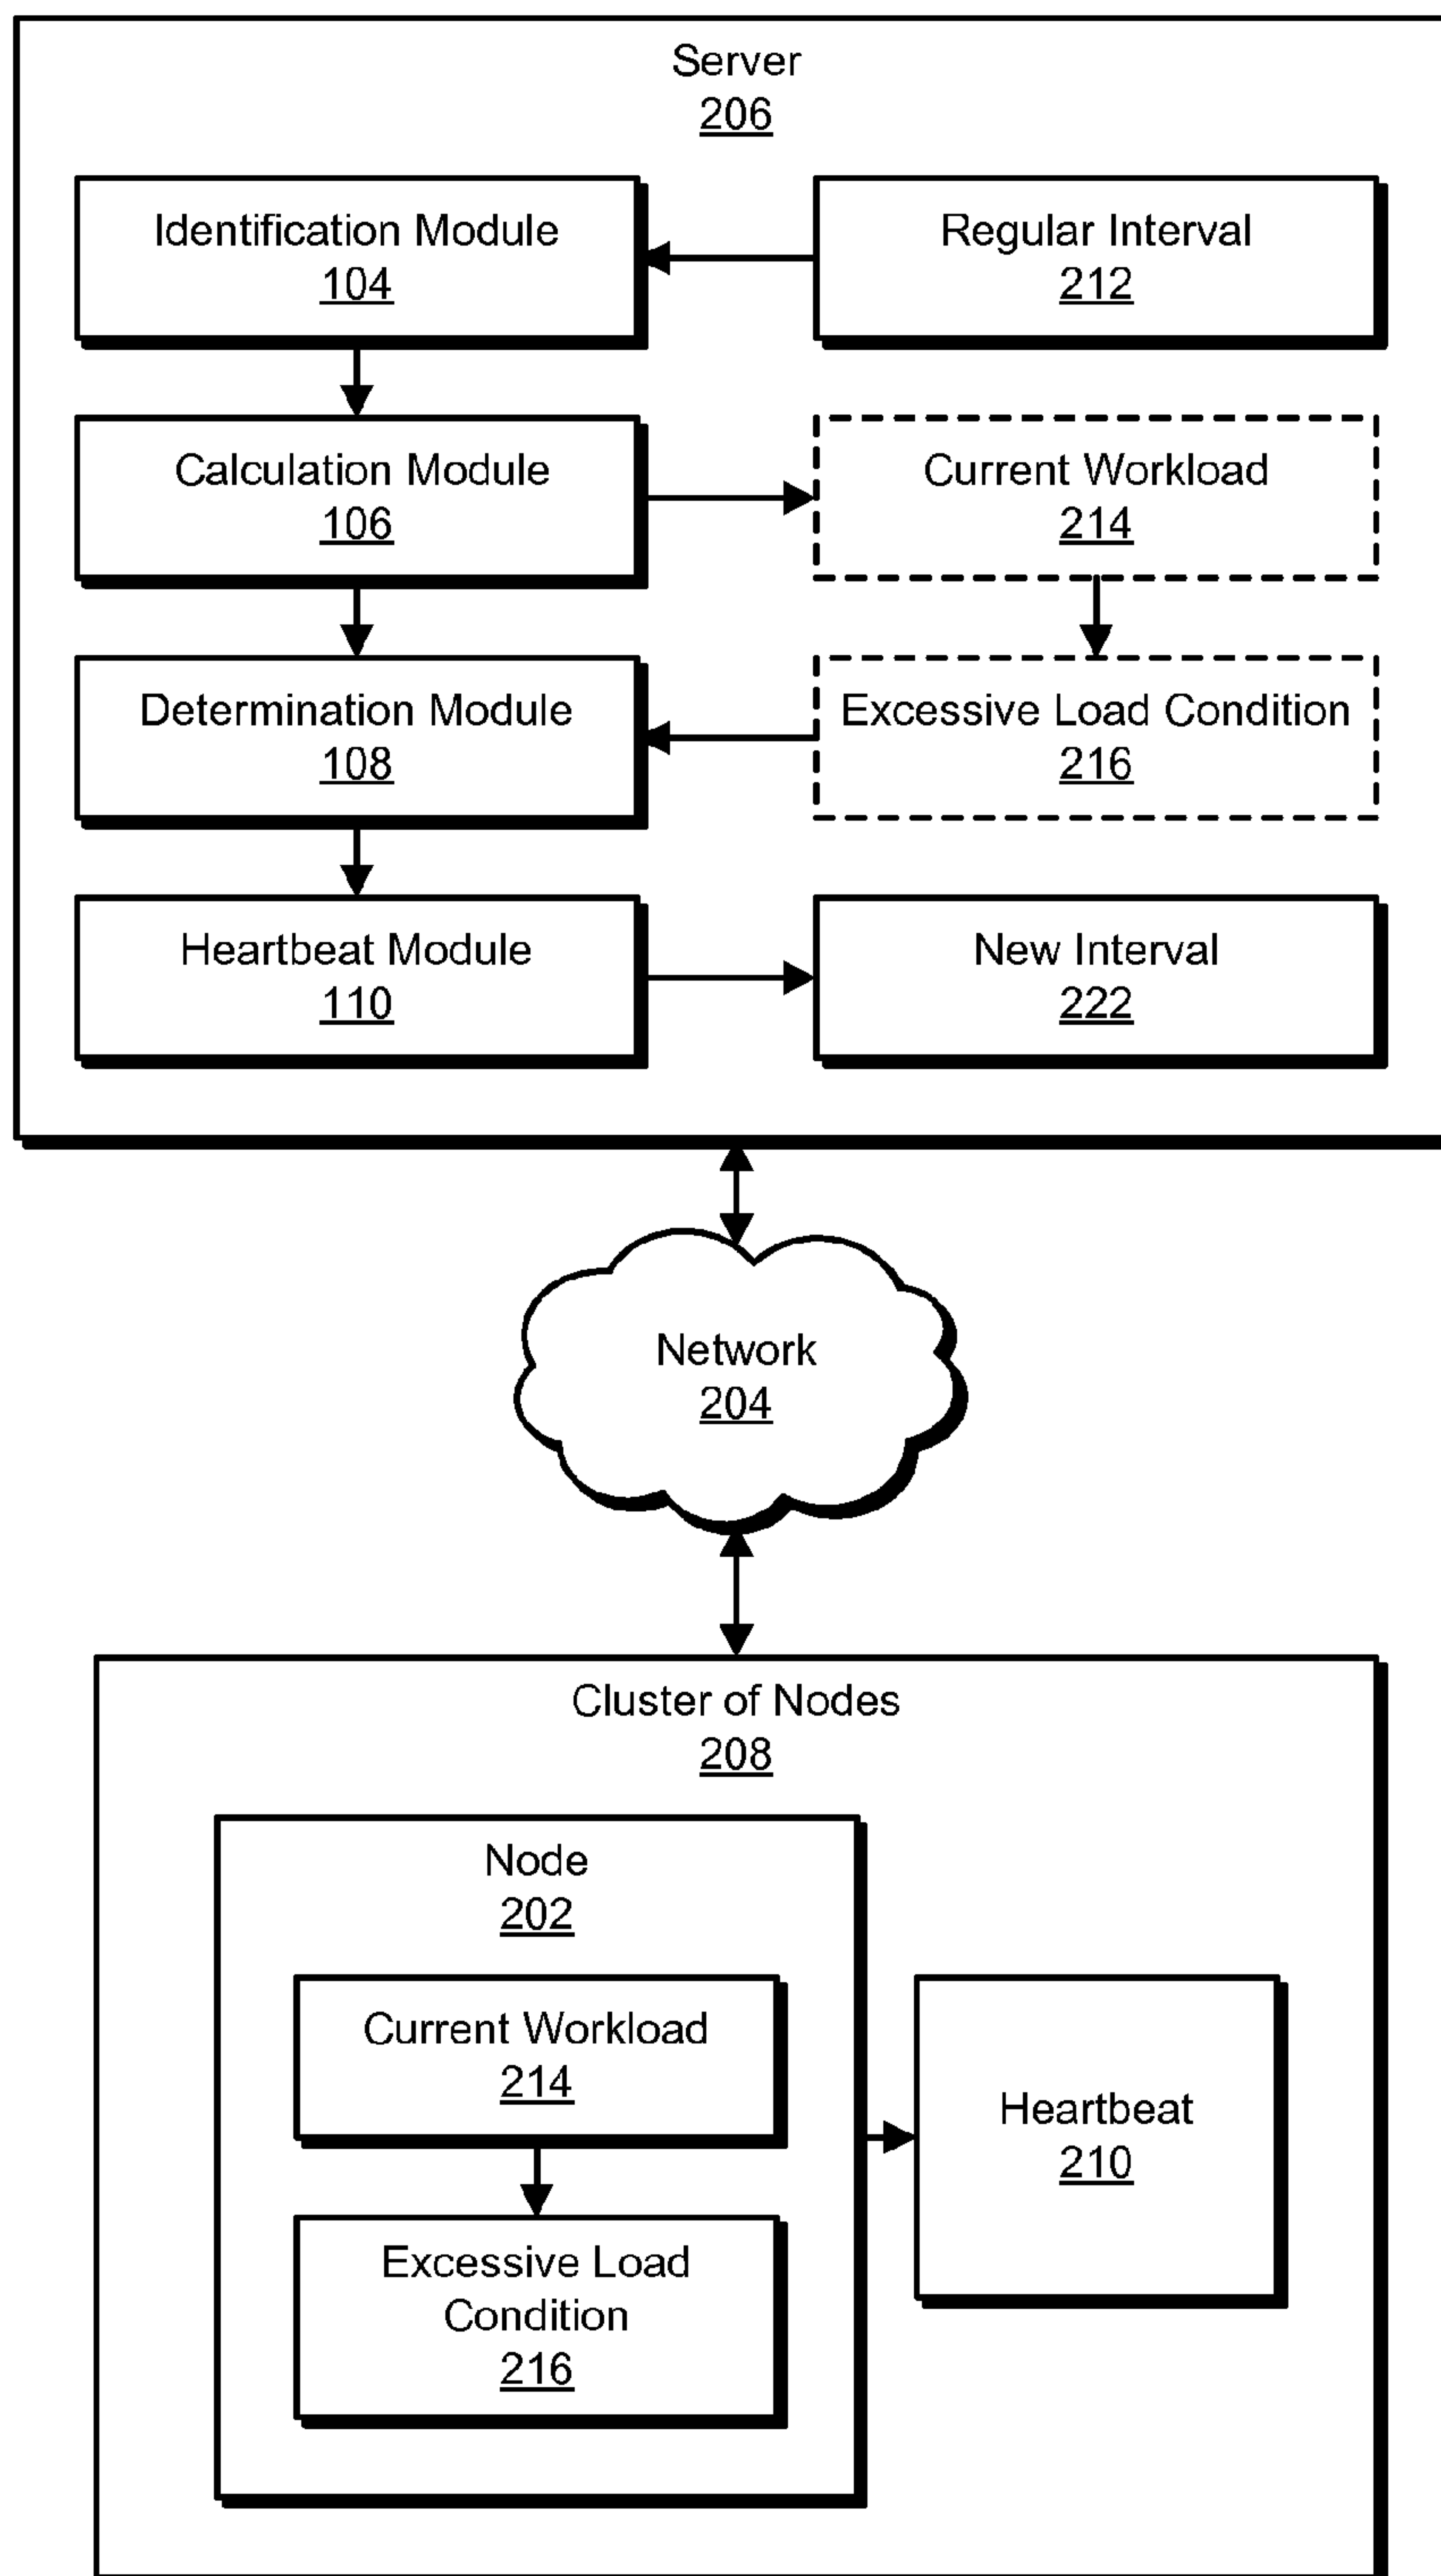 Server
206
Identification Module
104
Regular Interval
212
Calculation Module
106
Current Workload
214
Determination Module
108
Excessive Load Condition
216
Heartbeat Module
110
New Interval
222
Network
204
Cluster of Nodes
208
Node
202
Current Workload
214
Excessive Load
Condition
216
Heartbeat
210